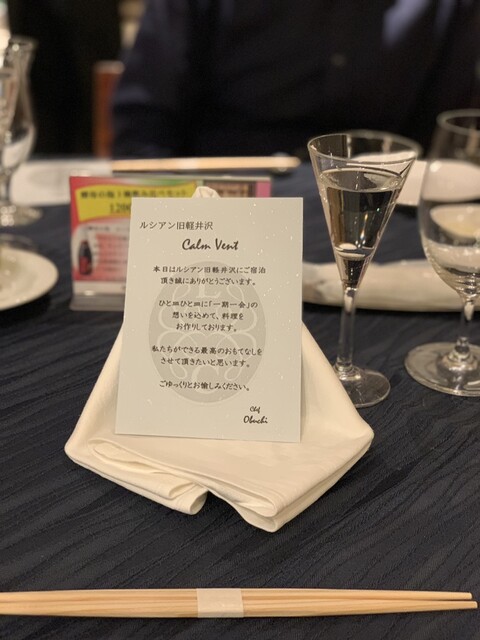 ルシアン旧軽井沢
Calm Vent
本日はルシアン旧軽井沢にご宿泊
頂き誠にありがとうございます。
ひと皿ひと皿に「一期一会」の
想いを込めて、料理を
お作りしております。
私たちができる最高のおもてなしを
させて頂きたいと思います。
ごゆっくりとお愉しみください。
Chef
Obuchi